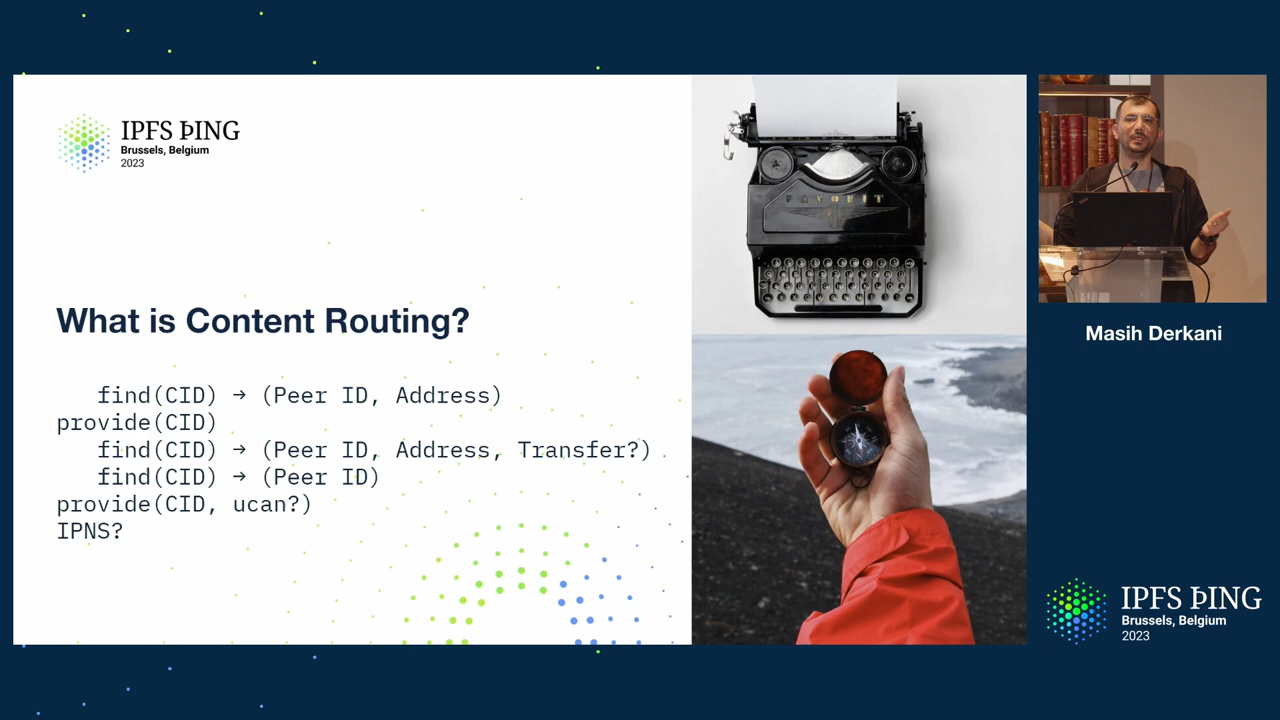 IPFS ÞING
Brussels, Belgium
2023
What is Content Routing?
find(CID) → (Peer ID, Address)
provide(CID)
find(CID) → (Peer ID, Address, Transfer?)
find(CID) → (Peer ID)
provide(CID, ucan?)
IPNS?
FAVORIT
Masih Derkani
IPFS ÞING
Brussels, Belgium
2023